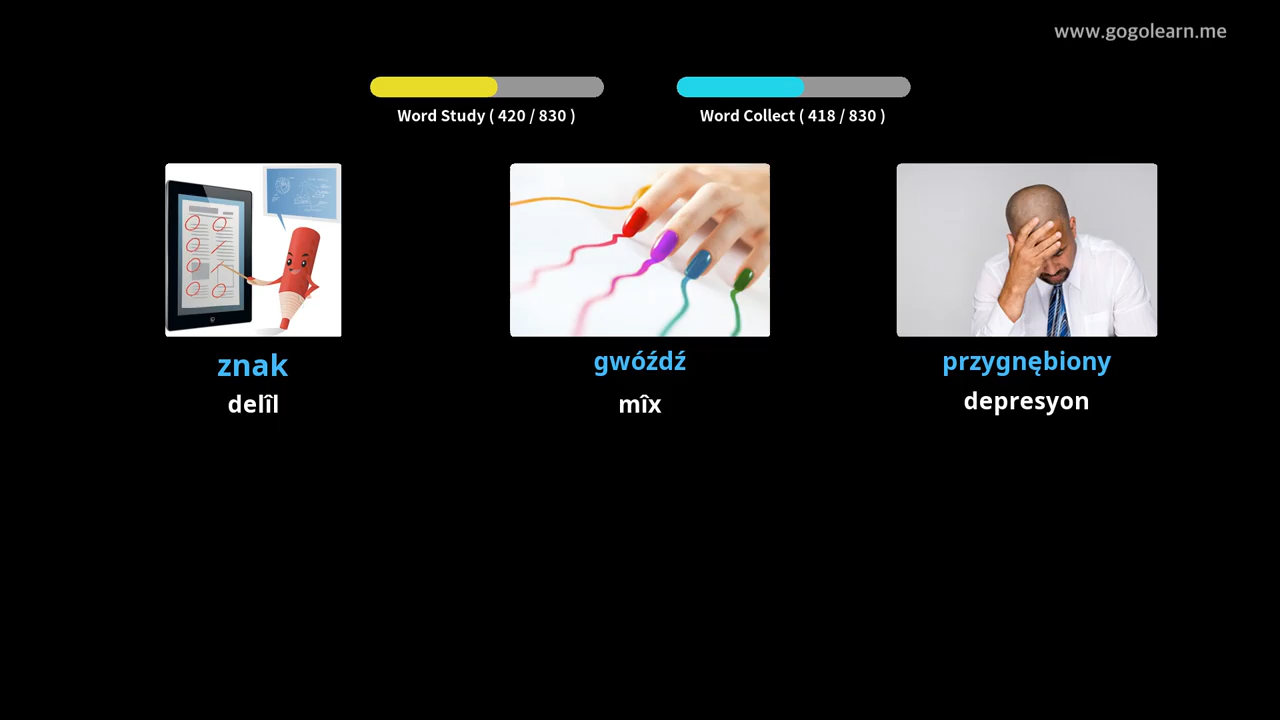 www.gogolearn.me
Word Study ( 420 / 830 )
Word Collect ( 418 / 830 )
znak
delîl
gwóźdź
mîx
przygnębiony
depresyon